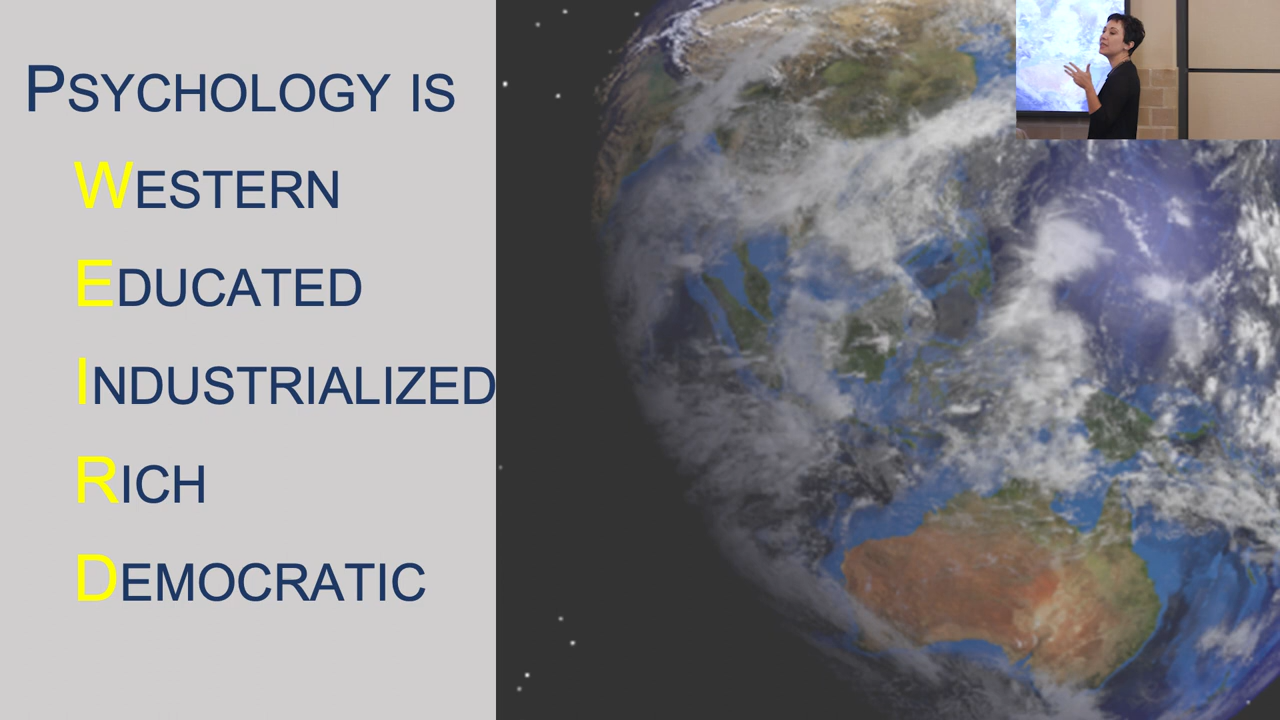 PSYCHOLOGY IS
WESTERN
EDUCATED
INDUSTRIALIZED
RICH
DEMOCRATIC